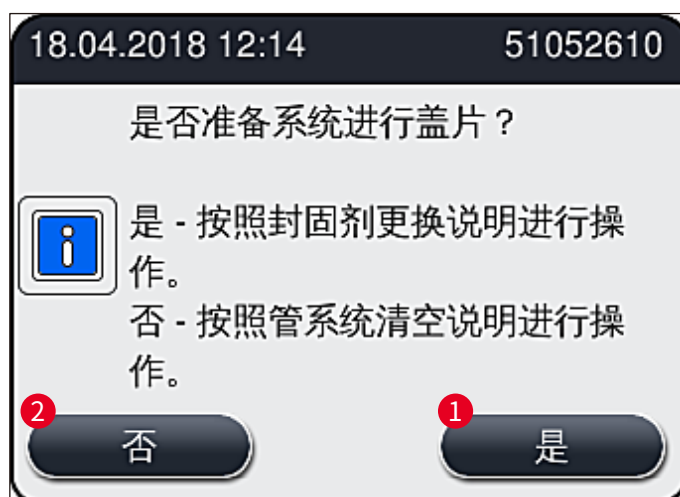 18.04.2018 12:14 51052610
是否准备系统进行盖片？
是 - 按照封固剂更换说明进行操
作。
否 - 按照管系统清空说明进行操
作。
2 1
否 是